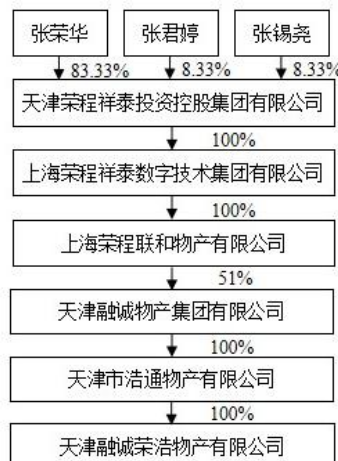 张荣华 张君婷 张锡尧
83.33% 8.33% 8.33%
天津荣程祥泰投资控股集团有限公司
100%
上海荣程祥泰数字技术集团有限公司
100%
上海荣程联和物产有限公司
51%
天津融诚物产集团有限公司
100%
天津市浩通物产有限公司
100%
天津融诚荣浩物产有限公司